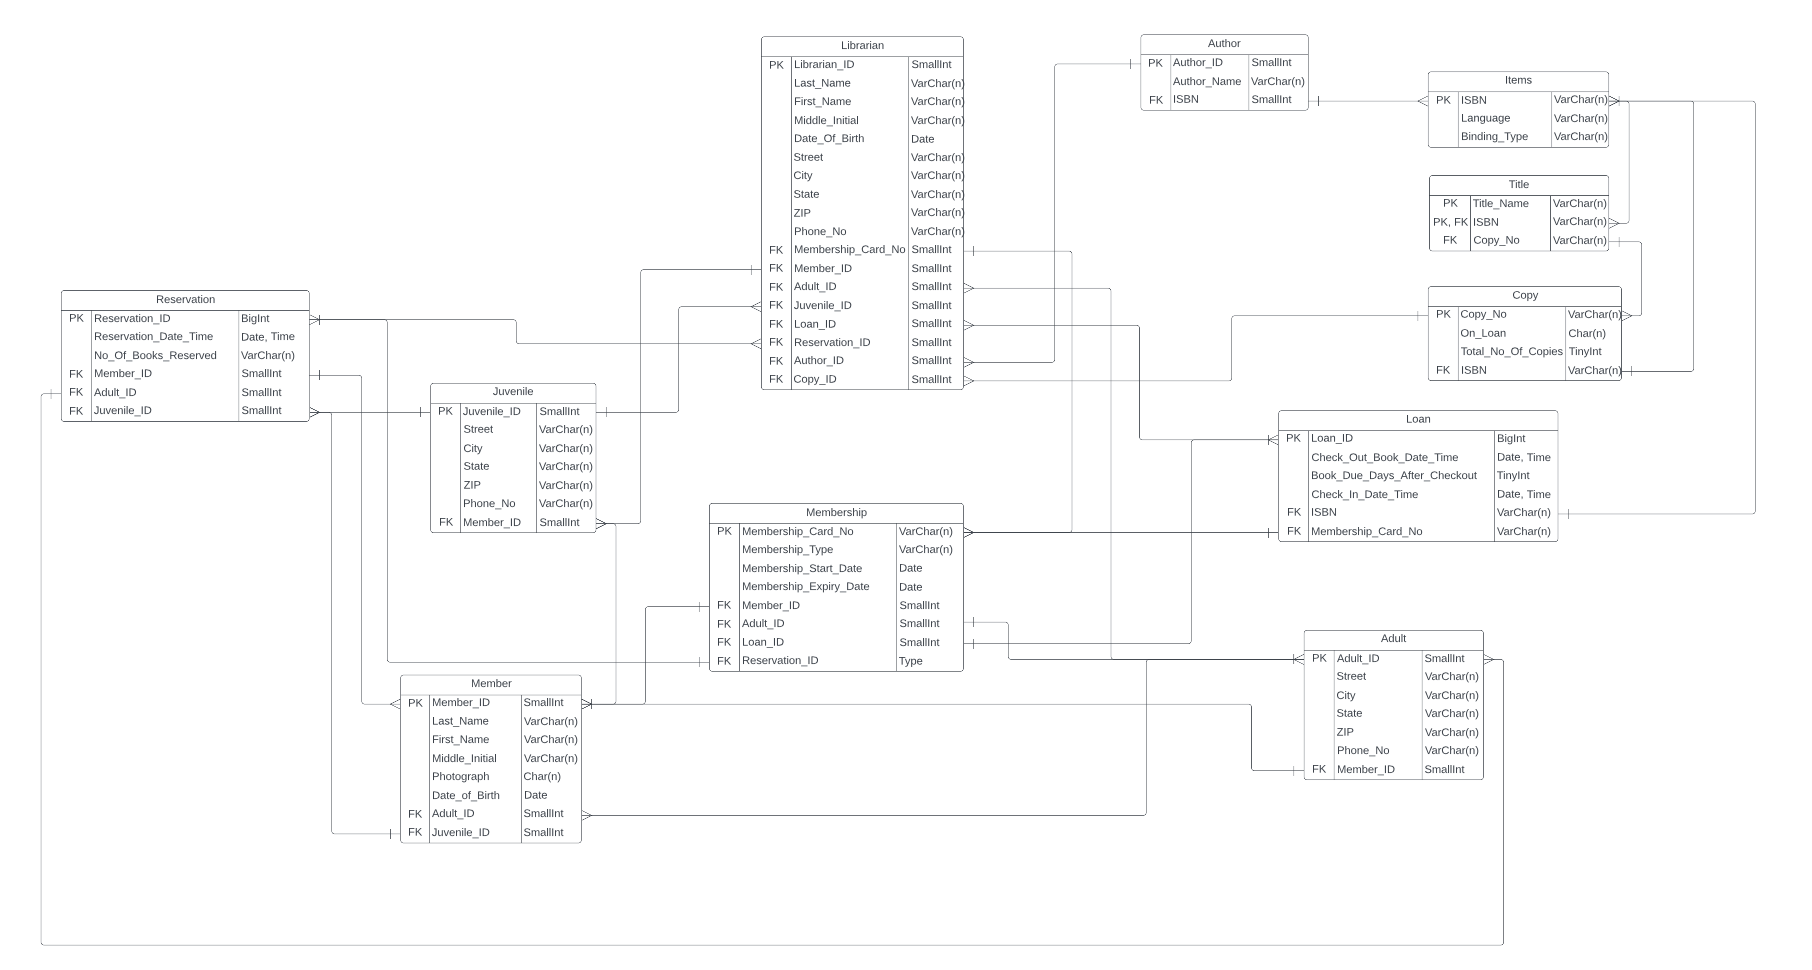 Librarian
PK Librarian_ID SmallInt
Last_Name VarChar(n)
First_Name VarChar(n)
Middle_Initial VarChar(n)
Date_Of_Birth Date
Street VarChar(n)
City VarChar(n)
State VarChar(n)
ZIP VarChar(n)
Phone_No VarChar(n)
FK Membership_Card_No SmallInt
FK Member_ID SmallInt
FK Adult_ID SmallInt
FK Juvenile_ID SmallInt
FK Loan_ID SmallInt
FK Reservation_ID SmallInt
FK Author_ID SmallInt
FK Copy_ID SmallInt
Author
PK Author_ID SmallInt
Author_Name VarChar(n)
FK ISBN SmallInt
Items
PK ISBN VarChar(n)
Language VarChar(n)
Binding_Type VarChar(n)
Title
PK Title_Name VarChar(n)
PK, FK ISBN VarChar(n)
FK Copy_No VarChar(n)
Copy
PK Copy_No VarChar(n)
On_Loan Char(n)
Total_No_Of_Copies TinyInt
FK ISBN VarChar(n)
Reservation
PK Reservation_ID BigInt
Reservation_Date_Time Date, Time
No_Of_Books_Reserved VarChar(n)
FK Member_ID SmallInt
FK Adult_ID SmallInt
FK Juvenile_ID SmallInt
Juvenile
PK Juvenile_ID SmallInt
Street VarChar(n)
City VarChar(n)
State VarChar(n)
ZIP VarChar(n)
Phone_No VarChar(n)
FK Member_ID SmallInt
Loan
PK Loan_ID BigInt
Check_Out_Book_Date_Time Date, Time
Book_Due_Days_After_Checkout TinyInt
Check_In_Date_Time Date, Time
FK ISBN VarChar(n)
FK Membership_Card_No VarChar(n)
Membership
PK Membership_Card_No VarChar(n)
Membership_Type VarChar(n)
Membership_Start_Date Date
Membership_Expiry_Date Date
FK Member_ID SmallInt
FK Adult_ID SmallInt
FK Loan_ID SmallInt
FK Reservation_ID Type
Adult
PK Adult_ID SmallInt
Street VarChar(n)
City VarChar(n)
State VarChar(n)
ZIP VarChar(n)
Phone_No VarChar(n)
FK Member_ID SmallInt
Member
PK Member_ID SmallInt
Last_Name VarChar(n)
First_Name VarChar(n)
Middle_Initial VarChar(n)
Photograph Char(n)
Date_of_Birth Date
FK Adult_ID SmallInt
FK Juvenile_ID SmallInt